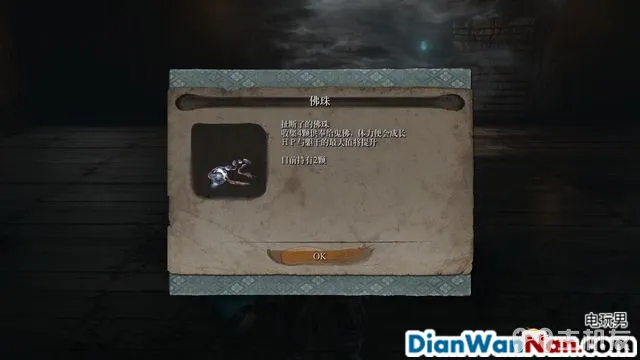 佛珠
扯断了的佛珠
收集4颗供奉给鬼佛，体力便会成长
ＨＰ与躯干的最大值将提升
目前持有2颗
OK
电玩男
DianWanNan.com